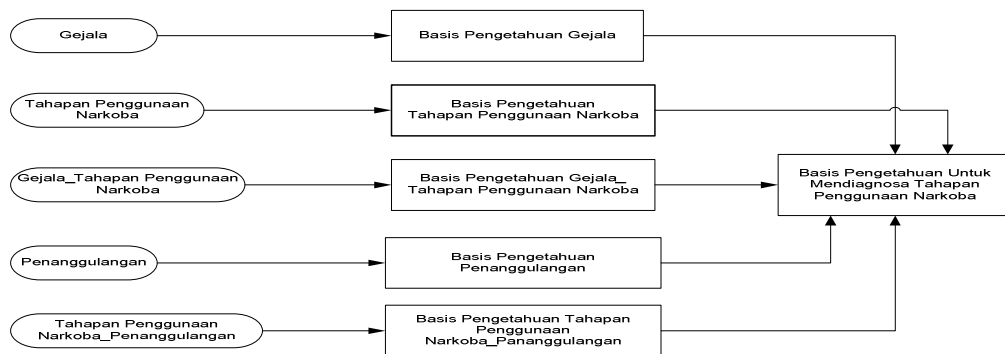 Gejala
Basis Pengetahuan Gejala
Tahapan Penggunaan
Narkoba
Basis Pengetahuan
Tahapan Penggunaan Narkoba
Gejala_Tahapan Penggunaan
Narkoba
Basis Pengetahuan Gejala_
Tahapan Penggunaan Narkoba
Basis Pengetahuan Untuk
Mendiagnosa Tahapan
Penggunaan Narkoba
Penanggulangan
Basis Pengetahuan
Penanggulangan
Tahapan Penggunaan
Narkoba_Penanggulangan
Basis Pengetahuan Tahapan
Penggunaan
Narkoba_Pananggulangan